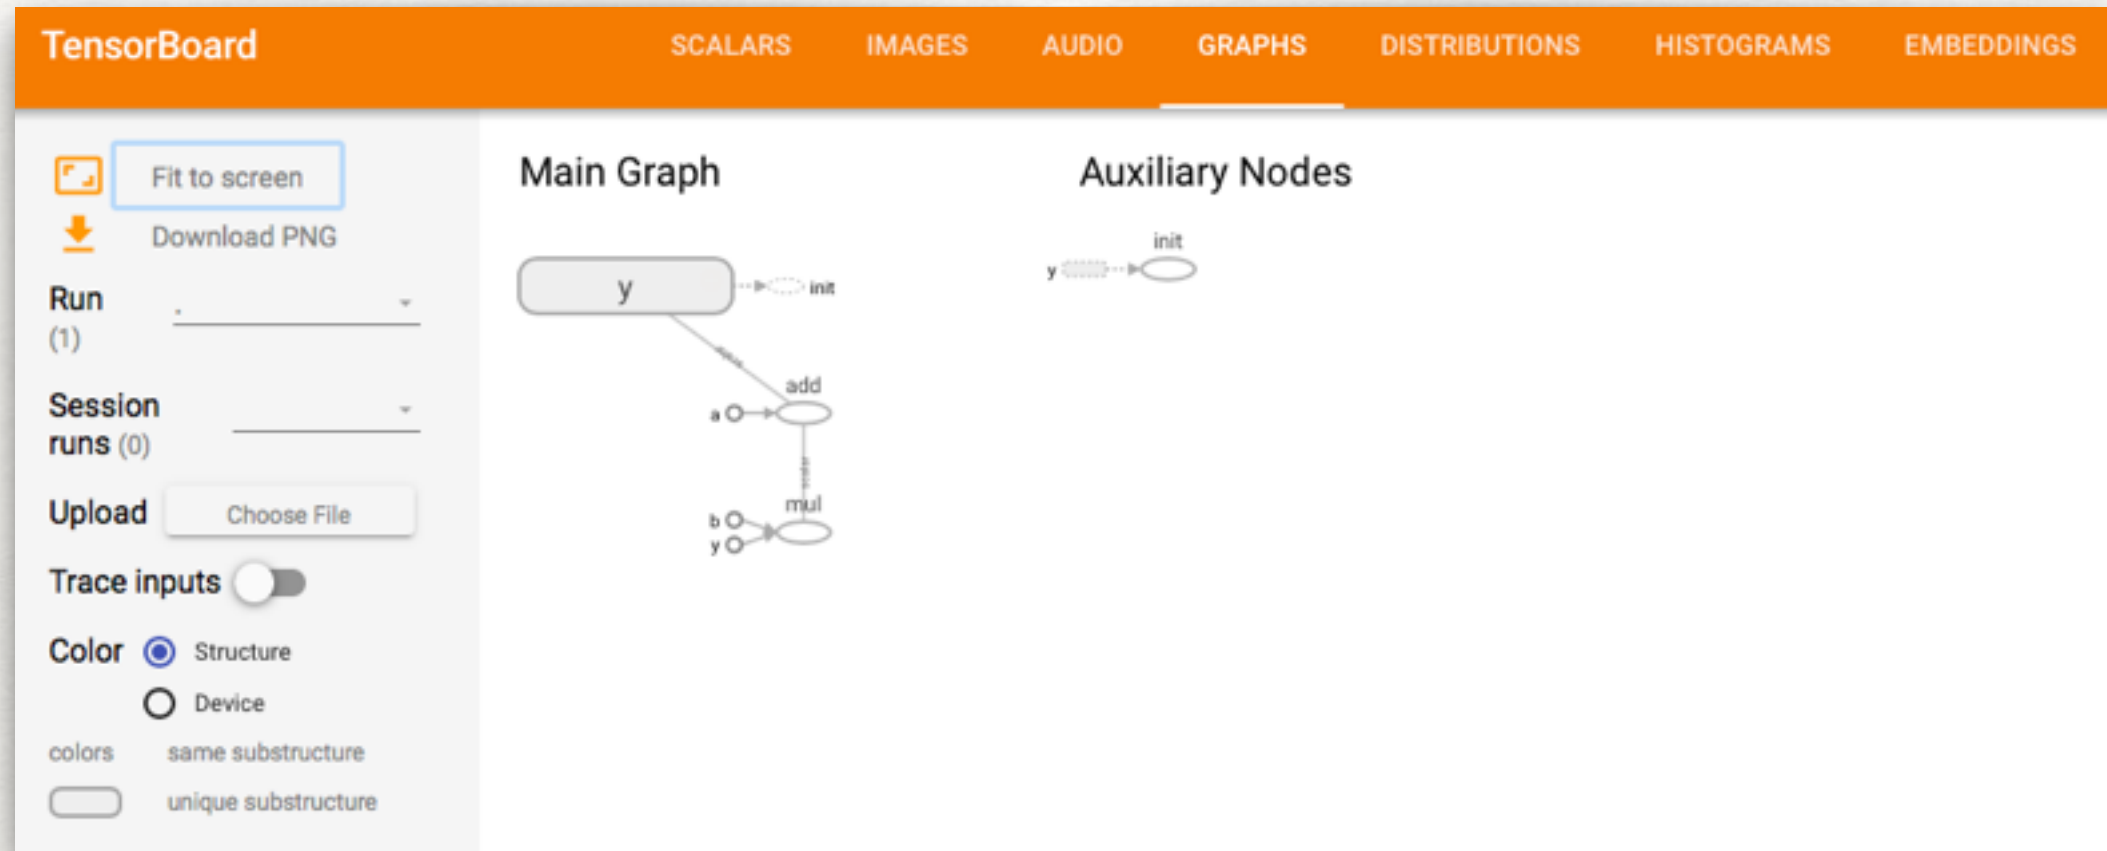 TensorBoard
SCALARS IMAGES AUDIO GRAPHS DISTRIBUTIONS HISTOGRAMS EMBEDDINGS
Fit to screen
Download PNG
Run
(1)
.
Session
runs (0)
Upload Choose File
Trace inputs
Color Structure
Device
colors same substructure
unique substructure
Main Graph
y
init
add
a
scalar
mul
b
y
Auxiliary Nodes
init
y